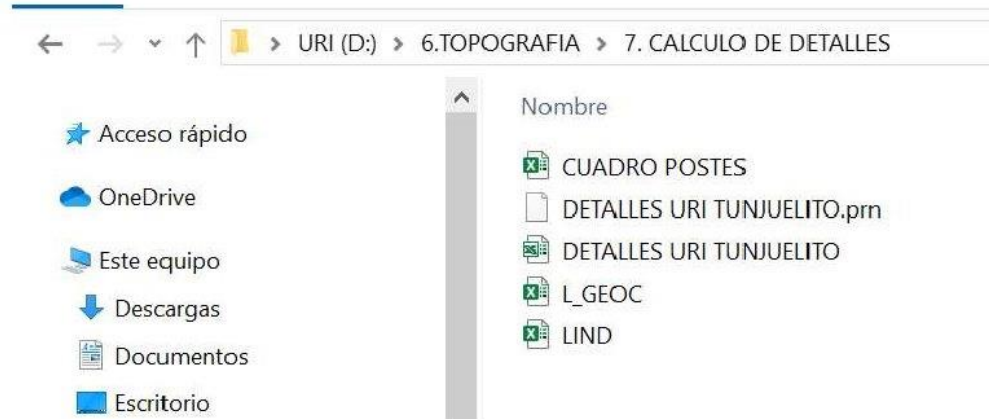 URI (D:) > 6.TOPOGRAFIA > 7. CALCULO DE DETALLES
Acceso rápido
OneDrive
Este equipo
Descargas
Documentos
Escritorio
Nombre
CUADRO POSTES
DETALLES URI TUNJUELITO.prn
DETALLES URI TUNJUELITO
L_GEOC
LIND